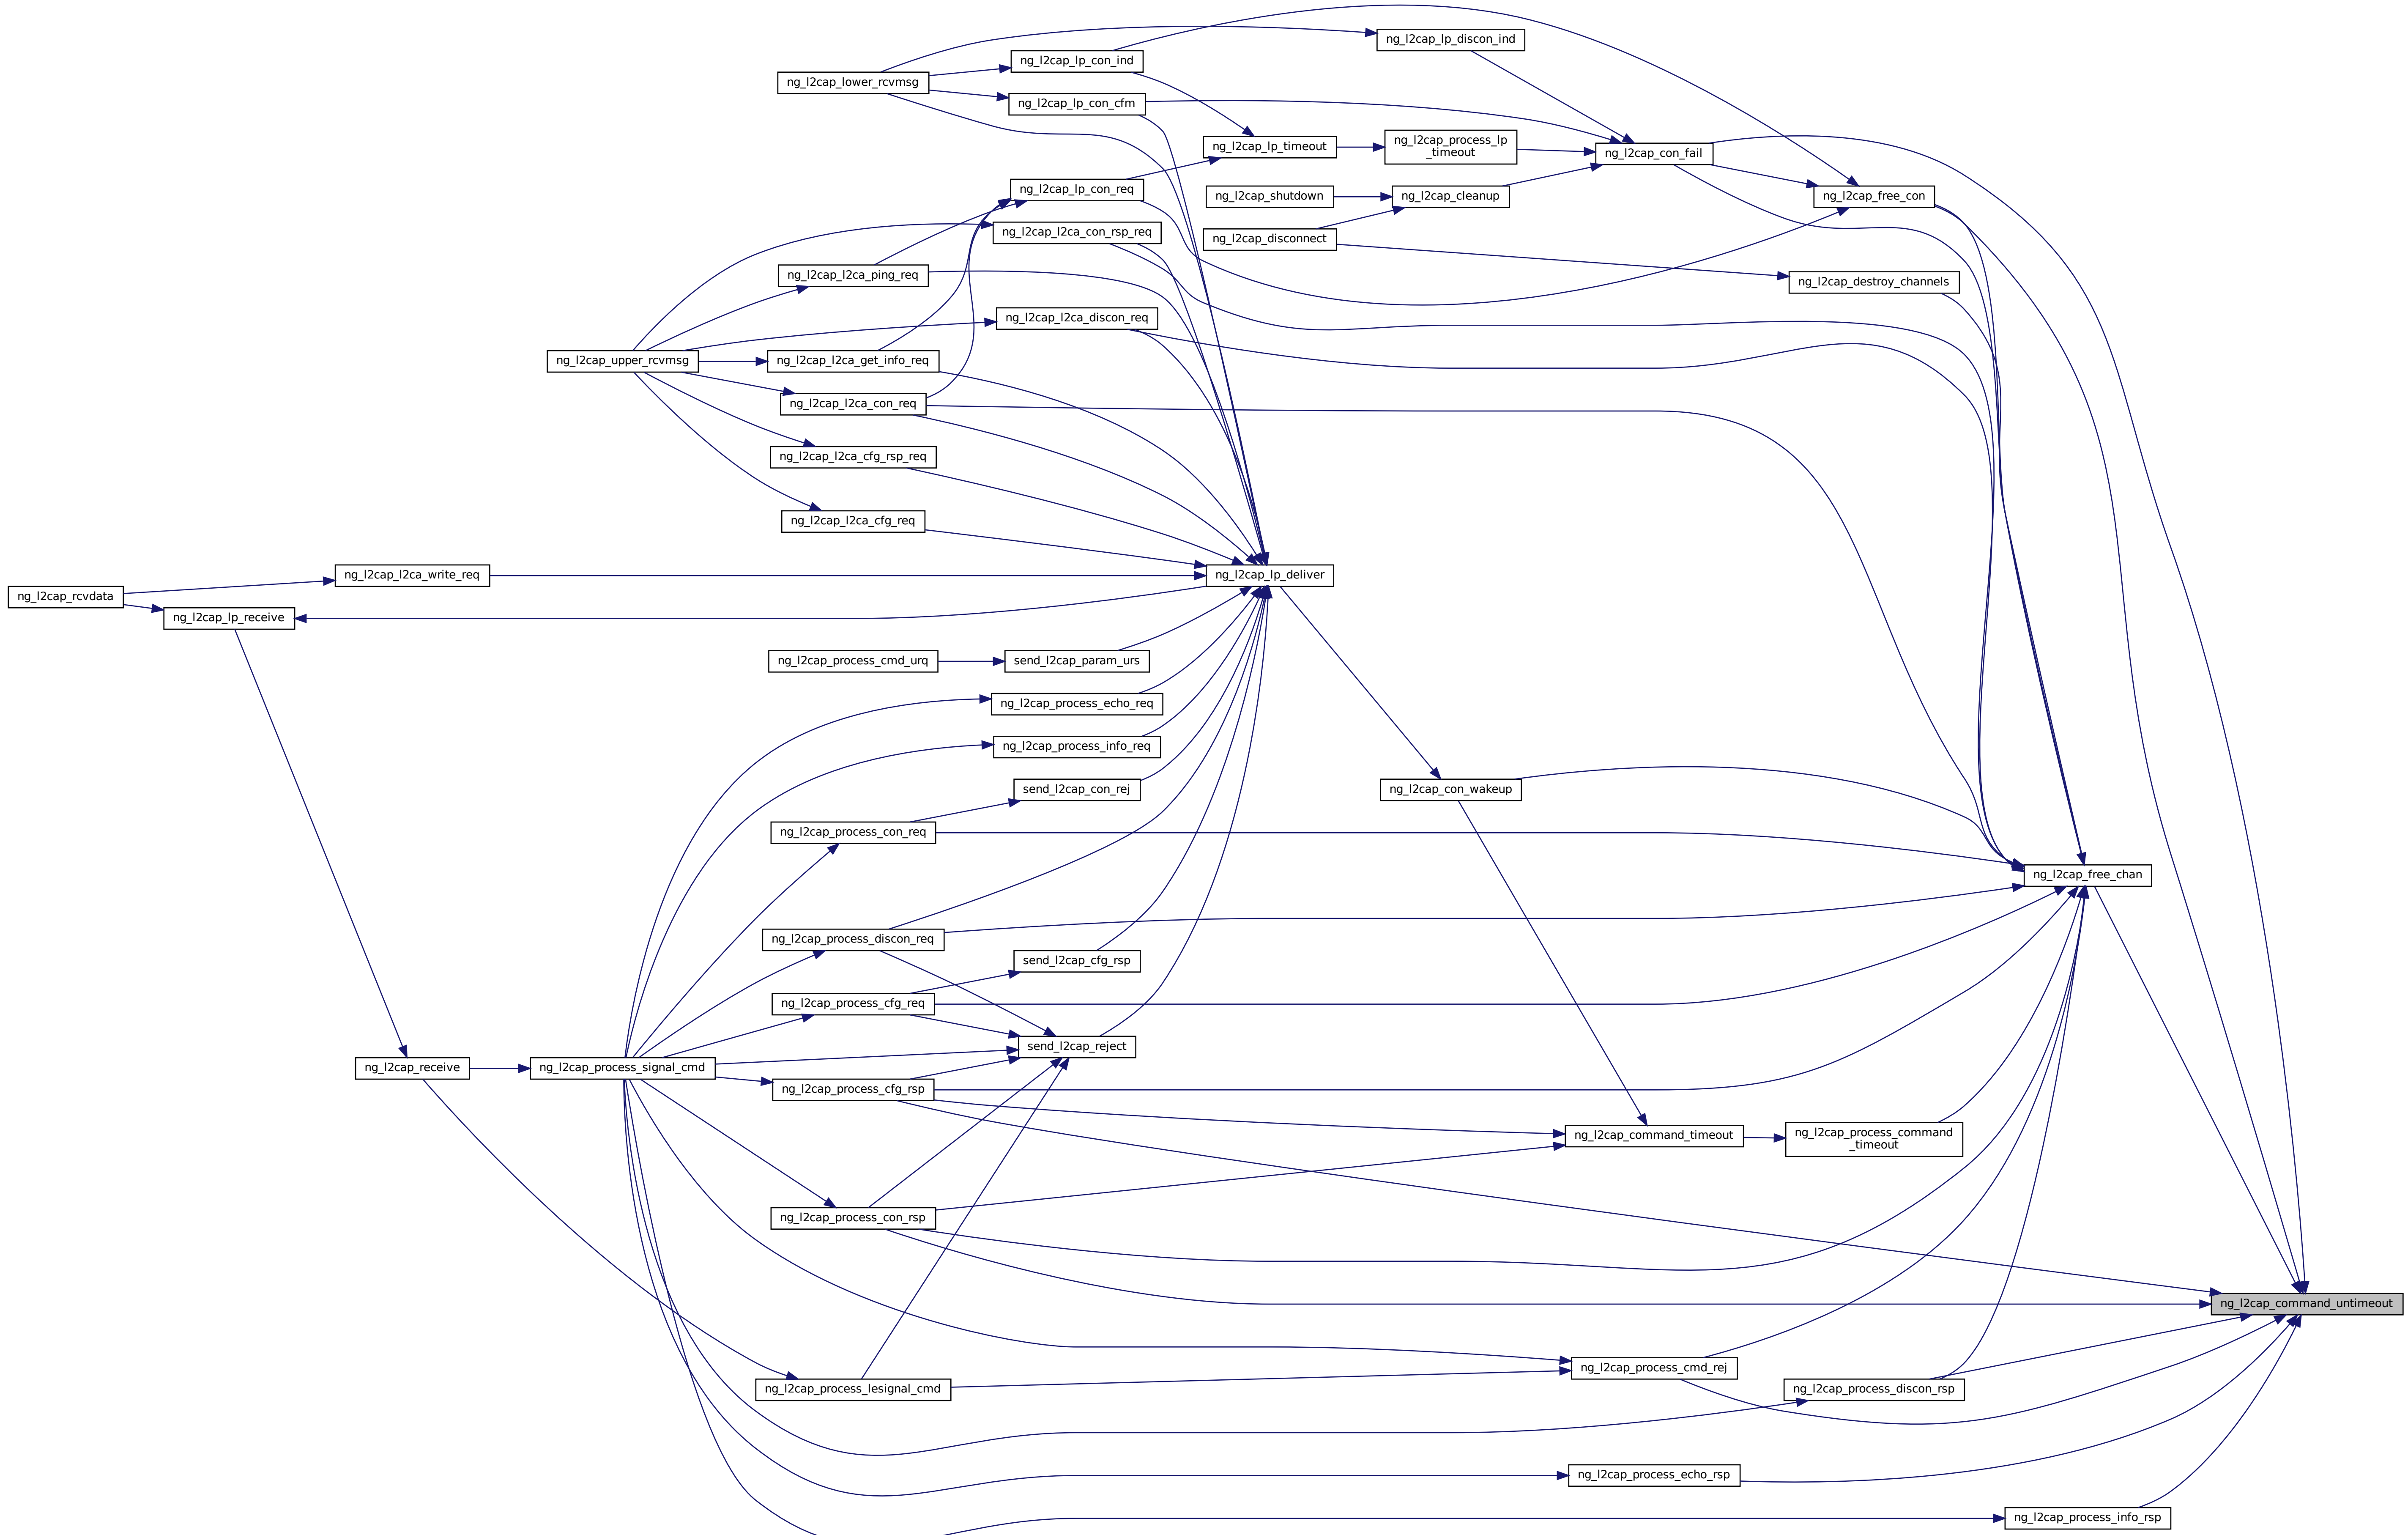 ng_l2cap_lp_discon_ind
ng_l2cap_lp_con_ind
ng_l2cap_lower_rcvmsg
ng_l2cap_lp_con_cfm
ng_l2cap_lp_timeout
ng_l2cap_process_lp
_timeout
ng_l2cap_con_fail
ng_l2cap_lp_con_req
ng_l2cap_shutdown
ng_l2cap_cleanup
ng_l2cap_free_con
ng_l2cap_l2ca_con_rsp_req
ng_l2cap_disconnect
ng_l2cap_l2ca_ping_req
ng_l2cap_destroy_channels
ng_l2cap_l2ca_discon_req
ng_l2cap_upper_rcvmsg
ng_l2cap_l2ca_get_info_req
ng_l2cap_l2ca_con_req
ng_l2cap_l2ca_cfg_rsp_req
ng_l2cap_l2ca_cfg_req
ng_l2cap_l2ca_write_req
ng_l2cap_lp_deliver
ng_l2cap_rcvdata
ng_l2cap_lp_receive
ng_l2cap_process_cmd_urq
send_l2cap_param_urs
ng_l2cap_process_echo_req
ng_l2cap_process_info_req
send_l2cap_con_rej
ng_l2cap_con_wakeup
ng_l2cap_process_con_req
ng_l2cap_free_chan
ng_l2cap_process_discon_req
send_l2cap_cfg_rsp
ng_l2cap_process_cfg_req
send_l2cap_reject
ng_l2cap_receive
ng_l2cap_process_signal_cmd
ng_l2cap_process_cfg_rsp
ng_l2cap_command_timeout
ng_l2cap_process_command
_timeout
ng_l2cap_process_con_rsp
ng_l2cap_command_untimeout
ng_l2cap_process_cmd_rej
ng_l2cap_process_lesignal_cmd
ng_l2cap_process_discon_rsp
ng_l2cap_process_echo_rsp
ng_l2cap_process_info_rsp